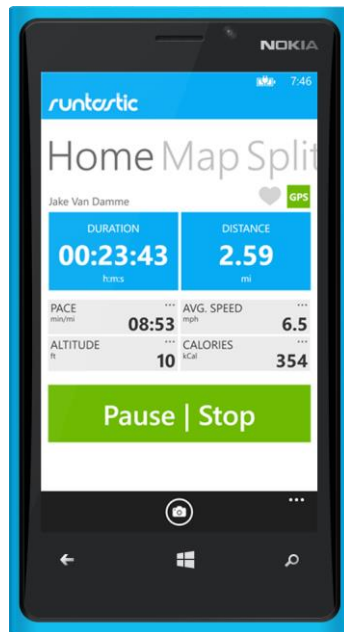 NOKIA
7:46
runtastic
Home Map Split
Jake Van Damme
GPS
DURATION
00:23:43
h:m:s
DISTANCE
2.59
mi
PACE ...
min/mi
08:53
AVG. SPEED ...
mph
6.5
ALTITUDE ...
ft
10
CALORIES ...
kCal
354
Pause | Stop
...